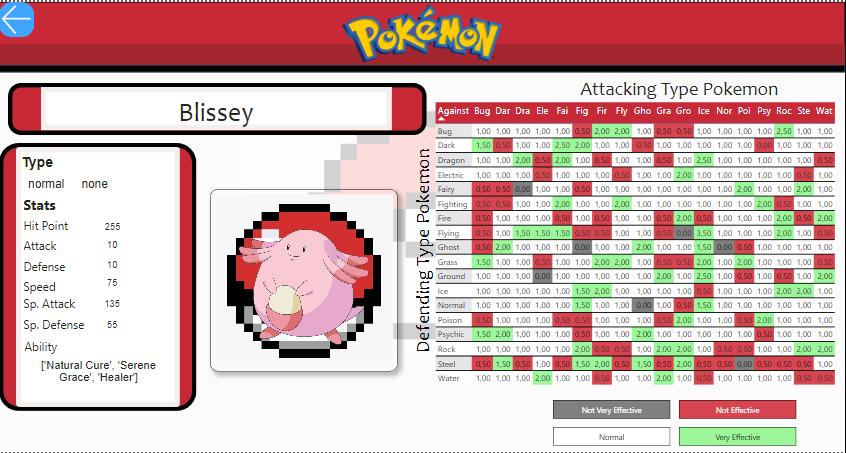 Pokémon
Blissey
Type
normal none
Stats
Hit Point 255
Attack 10
Defense 10
Speed 75
Sp. Attack 135
Sp. Defense 55
Ability
['Natural Cure', 'Serene
Grace', 'Healer']
Defending Type Pokemon
Attacking Type Pokemon
Against Bug Dar Dra Ele Fai Fig Fir Fly Gho Gra Gro Ice Nor Poi Psy Roc Ste Wat
Bug 1,00 1,00 1,00 1,00 1,00 0,50 2,00 2,00 1,00 0,50 0,50 1,00 1,00 1,00 1,00 2,50 1,00 1,00
Dark 1,50 0,50 1,00 1,00 2,00 2,00 1,00 1,00 0,50 1,00 1,00 1,00 1,00 1,00 0,00 1,00 1,00 1,00
Dragon 1,00 1,00 2,00 0,50 2,00 1,00 0,50 1,00 1,00 0,50 1,00 2,50 1,00 1,00 1,00 1,00 1,00 0,50
Electric 1,00 1,00 1,00 0,50 1,00 1,00 1,00 0,50 1,00 1,00 2,00 1,00 1,00 1,00 1,00 1,00 0,50 1,00
Fairy 0,50 0,50 0,00 1,00 1,00 0,50 1,00 1,00 1,00 1,00 1,00 1,00 1,00 2,00 1,00 1,00 2,00 1,00
Fighting 0,50 0,50 1,00 1,00 2,00 1,00 1,00 2,00 1,00 1,00 1,00 1,00 1,00 1,00 2,00 0,50 1,00 1,00
Fire 0,50 1,00 1,00 1,00 0,50 1,00 0,50 1,00 1,00 0,50 2,00 0,50 1,00 1,00 1,00 2,00 0,50 2,00
Flying 0,50 1,00 1,50 1,50 1,50 0,50 0,50 1,00 1,00 0,50 0,00 3,50 1,00 1,00 1,00 2,00 1,00 0,50
Ghost 0,50 2,00 1,00 1,00 1,00 0,00 1,00 1,00 2,00 1,00 1,00 1,50 0,00 0,50 1,00 1,00 1,00 1,00
Grass 1,50 1,00 1,00 0,50 1,00 1,00 2,00 2,00 1,00 0,50 0,50 2,00 1,00 2,00 1,00 1,00 1,00 0,50
Ground 1,00 1,00 1,00 0,00 1,00 1,00 1,00 1,00 1,00 2,00 1,00 2,50 1,00 0,50 1,00 0,50 1,00 2,00
Ice 1,00 1,00 1,00 1,00 1,00 1,50 2,00 1,00 1,00 1,00 1,00 1,00 1,00 1,00 1,00 2,00 2,00 1,00
Normal 1,00 1,00 1,00 1,00 1,00 1,50 1,00 1,00 0,00 1,00 0,50 1,50 1,00 1,00 1,00 1,00 1,00 1,00
Poison 0,50 1,00 1,00 1,00 0,50 0,50 1,00 1,00 1,00 0,50 2,00 1,00 1,00 0,50 2,00 1,00 1,00 1,00
Psychic 1,50 2,00 1,00 1,00 1,00 0,50 1,00 1,00 2,00 1,00 1,00 1,00 1,00 1,00 0,50 1,00 1,00 1,00
Rock 1,00 1,00 1,00 1,00 1,00 2,00 0,50 0,50 1,00 2,00 2,00 1,00 0,50 0,50 1,00 1,00 2,00 2,00
Steel 0,50 1,50 0,50 1,00 0,50 1,50 2,00 0,50 1,50 0,50 2,00 0,50 0,50 0,00 0,50 0,50 0,50 1,00
Water 1,00 1,00 1,00 2,00 1,00 1,00 0,50 1,00 1,00 2,00 1,00 0,50 1,00 1,00 1,00 1,00 0,50 0,50
Not Very Effective
Not Effective
Normal
Very Effective